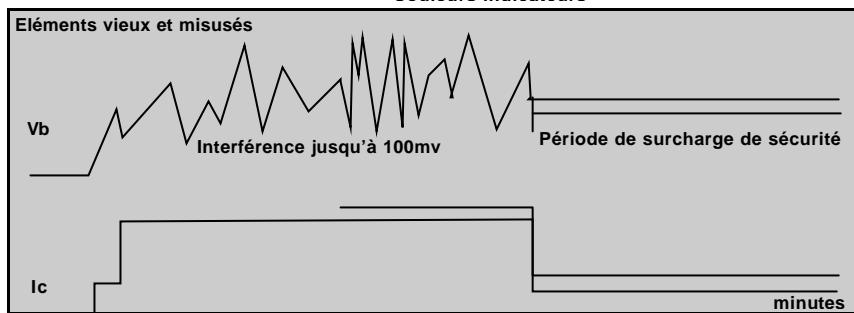 Eléments vieux et misusés
Vb
Interférence jusqu'à 100mv
Période de surcharge de sécurité
Ic
minutes